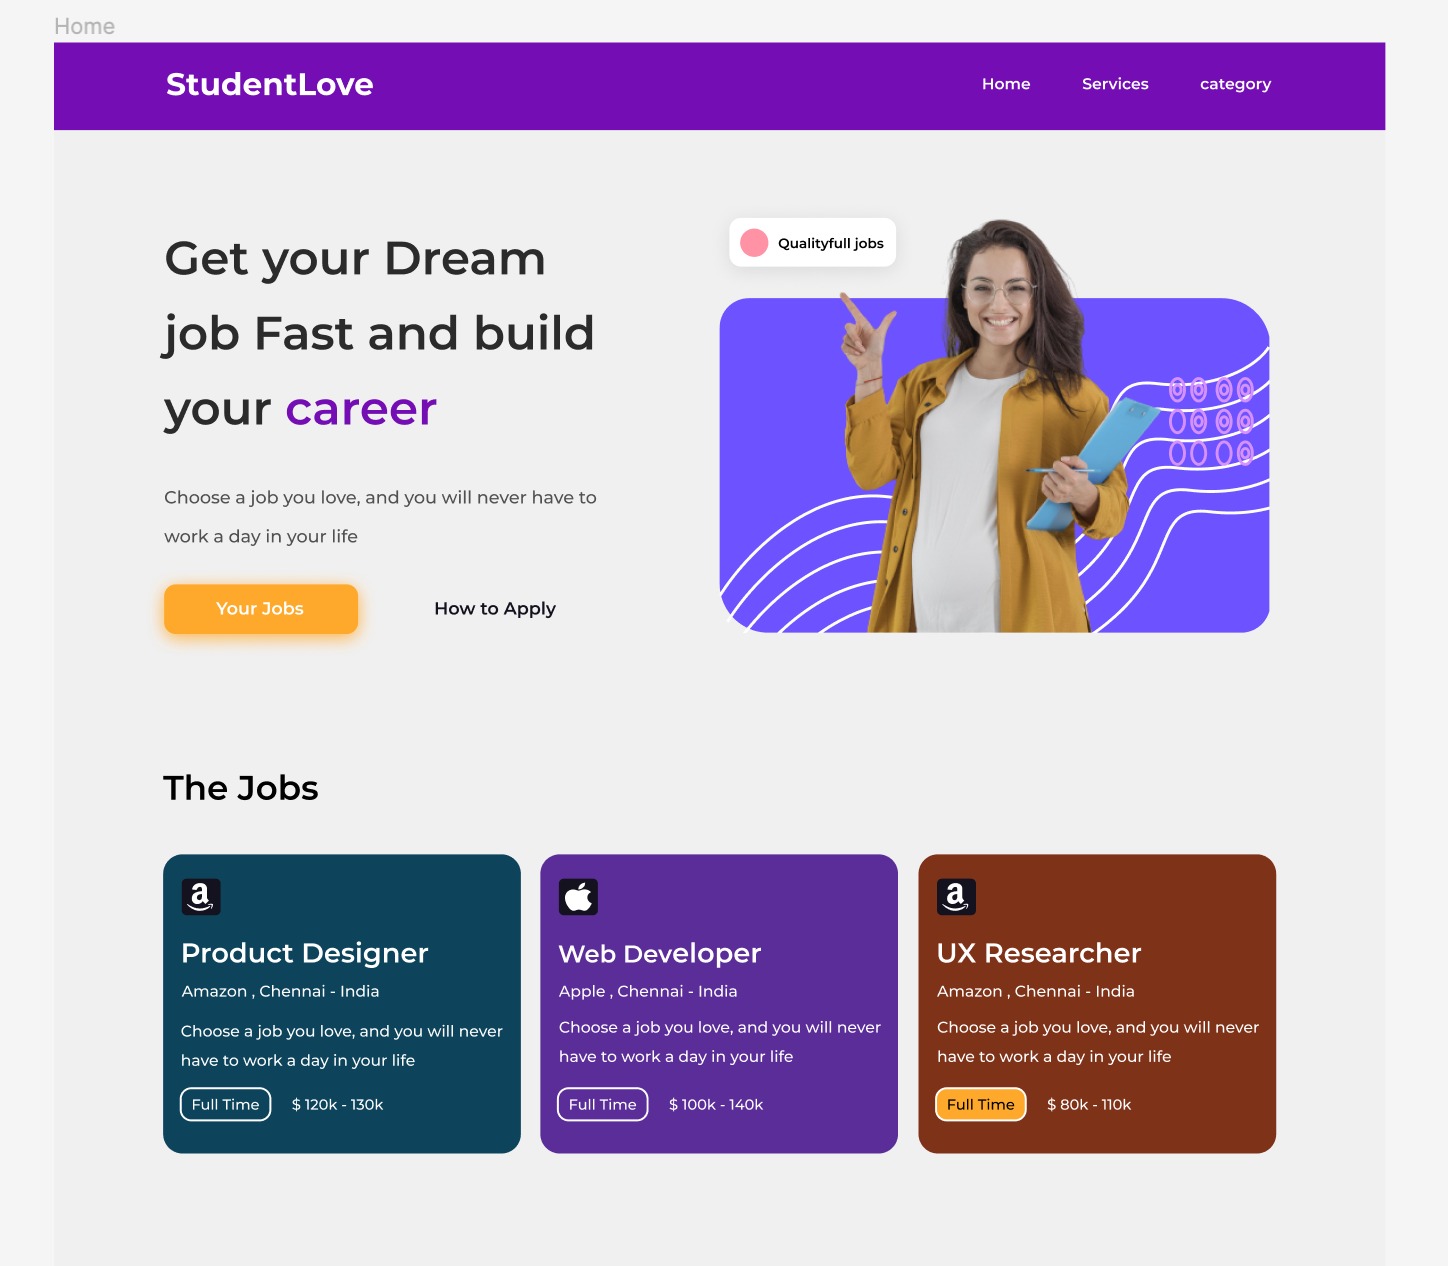 Home
StudentLove
Home Services category
Get your Dream
job Fast and build
your career
Choose a job you love, and you will never have to
work a day in your life
Your Jobs How to Apply
Qualityfull jobs
The Jobs
Product Designer
Amazon , Chennai - India
Choose a job you love, and you will never
have to work a day in your life
Full Time $ 120k - 130k
Web Developer
Apple , Chennai - India
Choose a job you love, and you will never
have to work a day in your life
Full Time $ 100k - 140k
UX Researcher
Amazon , Chennai - India
Choose a job you love, and you will never
have to work a day in your life
Full Time $ 80k - 110k